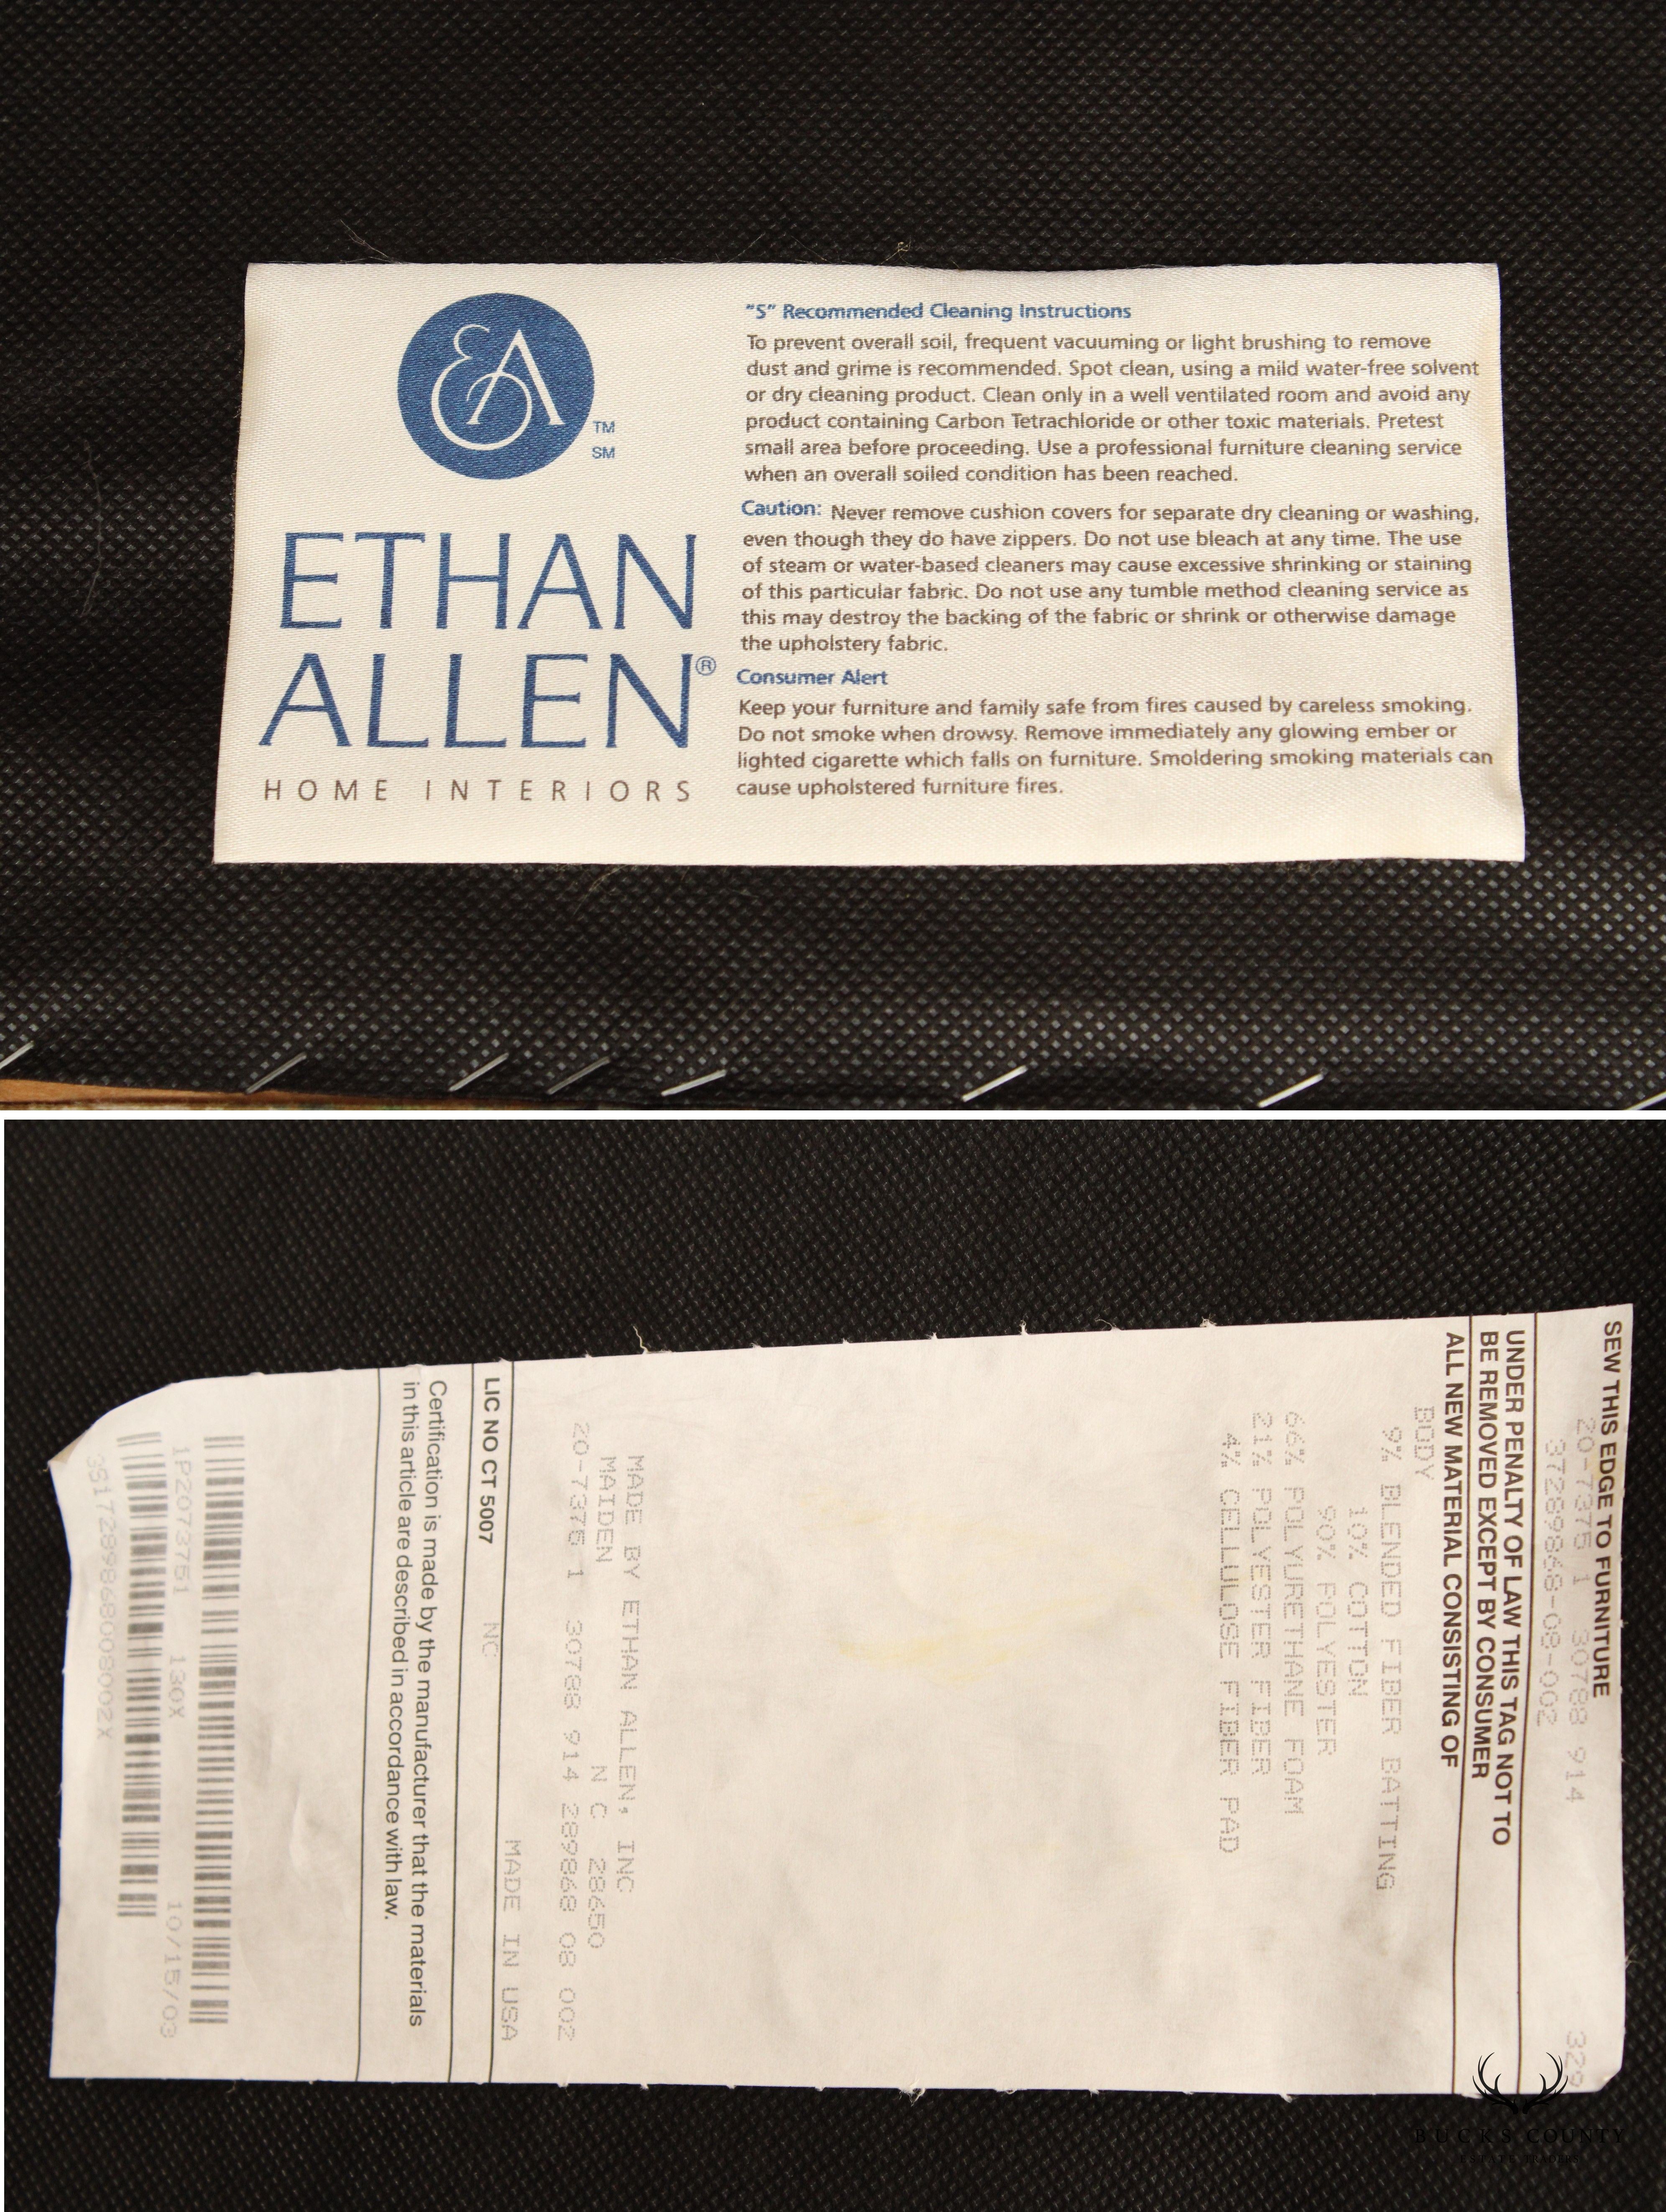 EA
TM
SM
ETHAN
ALLEN®
HOME INTERIORS
"S" Recommended Cleaning Instructions
To prevent overall soil, frequent vacuuming or light brushing to remove
dust and grime is recommended. Spot clean, using a mild water-free solvent
or dry cleaning product. Clean only in a well ventilated room and avoid any
product containing Carbon Tetrachloride or other toxic materials. Pretest
small area before proceeding. Use a professional furniture cleaning service
when an overall soiled condition has been reached.
Caution: Never remove cushion covers for separate dry cleaning or washing,
even though they do have zippers. Do not use bleach at any time. The use
of steam or water-based cleaners may cause excessive shrinking or staining
of this particular fabric. Do not use any tumble method cleaning service as
this may destroy the backing of the fabric or shrink or otherwise damage
the upholstery fabric.
Consumer Alert
Keep your furniture and family safe from fires caused by careless smoking.
Do not smoke when drowsy. Remove immediately any glowing ember or
lighted cigarette which falls on furniture. Smoldering smoking materials can
cause upholstered furniture fires.
SEW THIS EDGE TO FURNITURE
20-7375 1 30788 914 329
37289868-08-002
UNDER PENALTY OF LAW THIS TAG NOT TO
BE REMOVED EXCEPT BY CONSUMER
ALL NEW MATERIAL CONSISTING OF
BODY
9% BLENDED FIBER BATTING
10% COTTON
90% POLYESTER
66% POLYURETHANE FOAM
21% POLYESTER FIBER
4% CELLULOSE FIBER PAD
MADE BY ETHAN ALLEN, INC
MAIDEN N C 28650
20-7375 1 30788 914 289868 08 002
MADE IN USA
LIC NO CT 5007 NC
Certification is made by the manufacturer that the materials
in this article are described in accordance with law.
1P2073751 130X 10/15/03
3S17289868008002X
BUCKS COUNTY